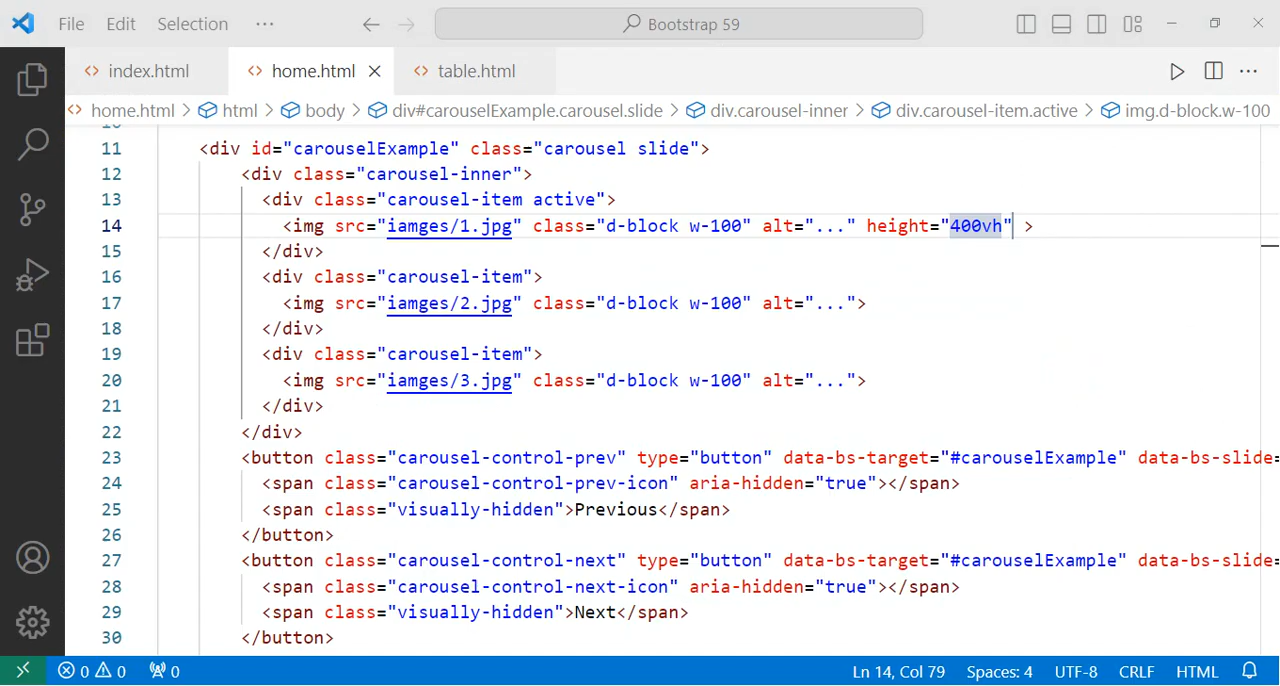 File Edit Selection ··· Bootstrap 59
index.html home.html table.html
home.html > html > body > div#carouselExample.carousel.slide > div.carousel-inner > div.carousel-item.active > img.d-block.w-100
11 <div id="carouselExample" class="carousel slide">
12 <div class="carousel-inner">
13 <div class="carousel-item active">
14 <img src="iamges/1.jpg" class="d-block w-100" alt="..." height="400vh" >
15 </div>
16 <div class="carousel-item">
17 <img src="iamges/2.jpg" class="d-block w-100" alt="...">
18 </div>
19 <div class="carousel-item">
20 <img src="iamges/3.jpg" class="d-block w-100" alt="...">
21 </div>
22 </div>
23 <button class="carousel-control-prev" type="button" data-bs-target="#carouselExample" data-bs-slide=
24 <span class="carousel-control-prev-icon" aria-hidden="true"></span>
25 <span class="visually-hidden">Previous</span>
26 </button>
27 <button class="carousel-control-next" type="button" data-bs-target="#carouselExample" data-bs-slide=
28 <span class="carousel-control-next-icon" aria-hidden="true"></span>
29 <span class="visually-hidden">Next</span>
30 </button>
0 0 0 Ln 14, Col 79 Spaces: 4 UTF-8 CRLF HTML